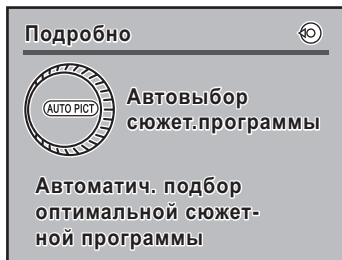 Подробно
AUTO PICT
Автовыбор
сюжет.программы
Автоматич. подбор
оптимальной сюжет-
ной программы